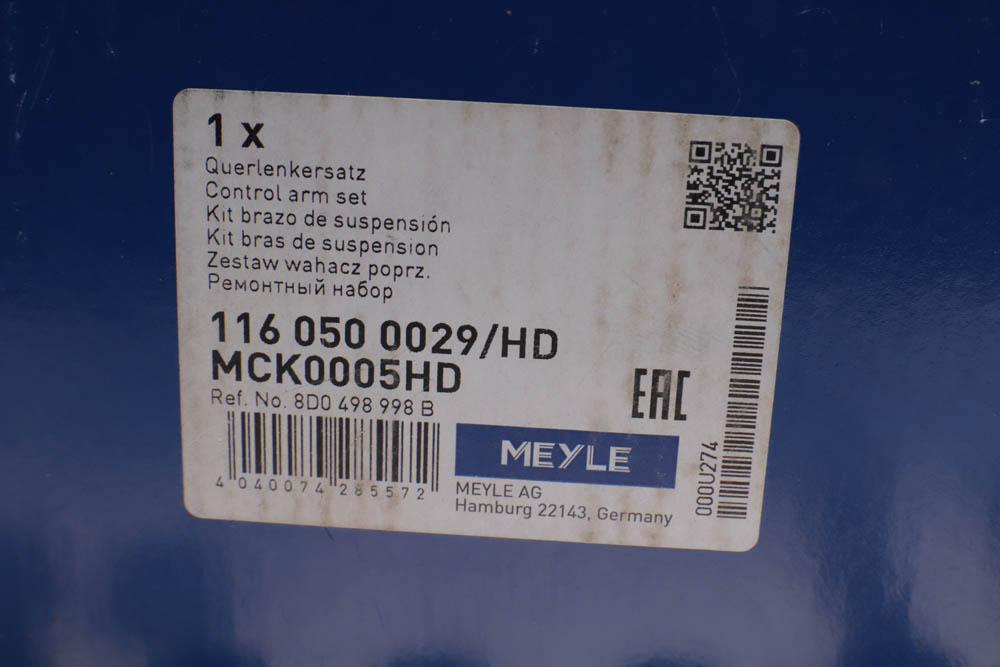 1 x
Querlenkersatz
Control arm set
Kit brazo de suspensión
Kit bras de suspension
Zestaw wahacz poprz.
Ремонтный набор
116 050 0029/HD
MCK0005HD
Ref. No. 8D0 498 998 B
4 040074 285572
EAC
MEYLE
MEYLE AG
Hamburg 22143, Germany
000U274